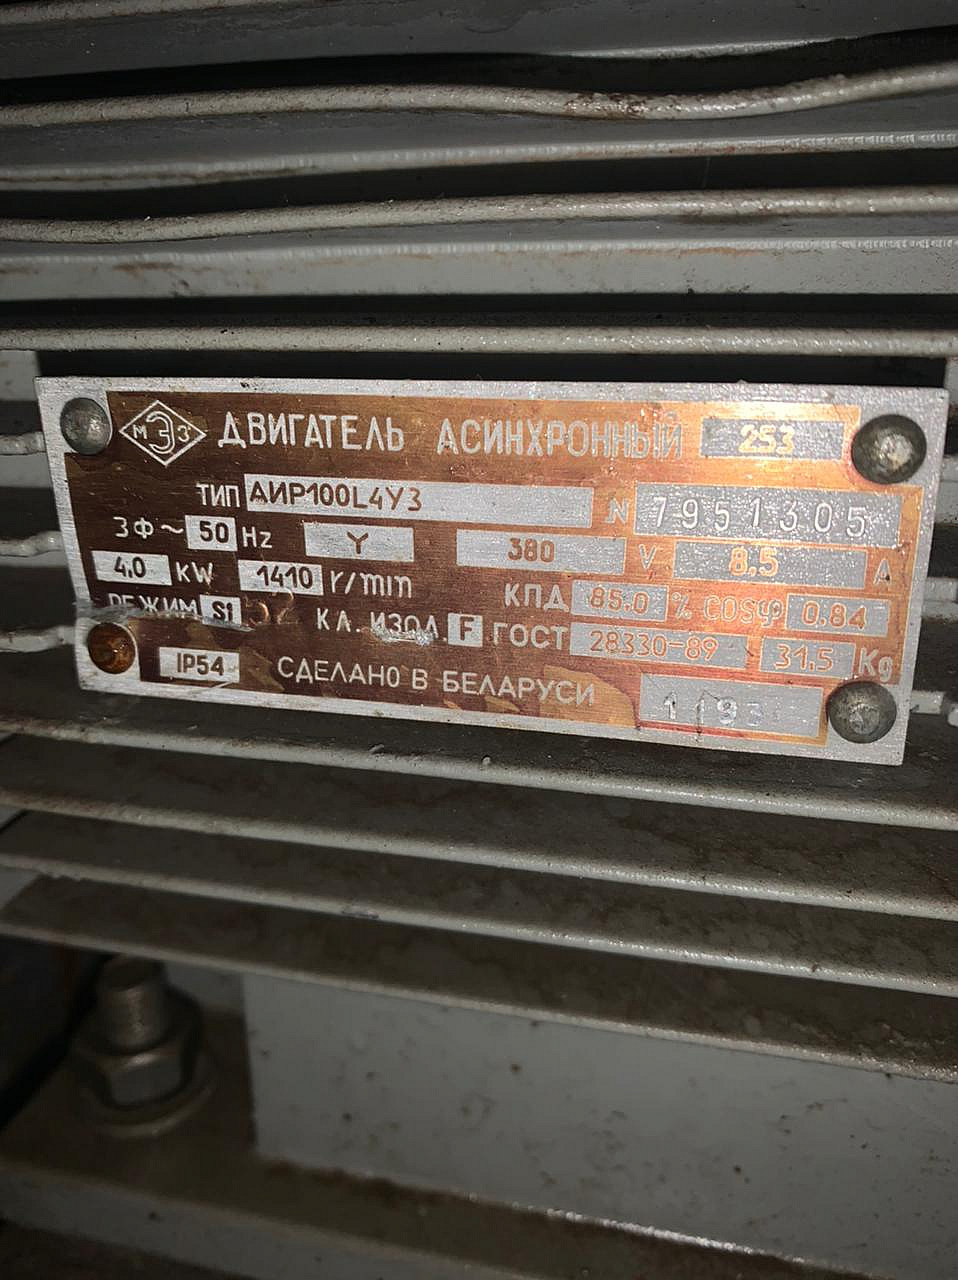 МЭЗ ДВИГАТЕЛЬ АСИНХРОННЫЙ 253
ТИП АИР100L4У3 N 7951305
3Ф~ 50 Hz Y 380 V 8,5 A
4,0 KW 1410 r/min КПД 85.0 % COSφ 0.84
РЕЖИМ S1 КЛ. ИЗОЛ. F ГОСТ 28330-89 31,5 Kg
IP54 СДЕЛАНО В БЕЛАРУСИ